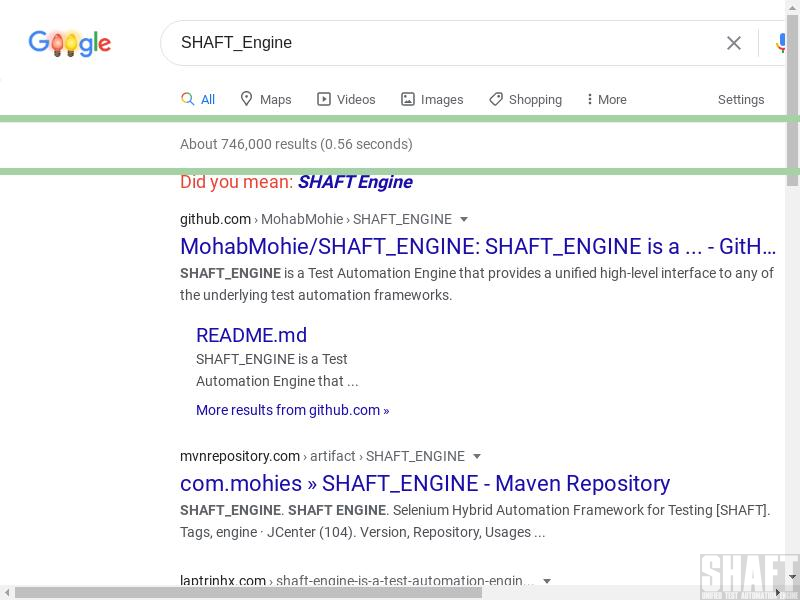 Google
SHAFT_Engine
All Maps Videos Images Shopping More Settings
About 746,000 results (0.56 seconds)
Did you mean: SHAFT Engine
github.com › MohabMohie › SHAFT_ENGINE
MohabMohie/SHAFT_ENGINE: SHAFT_ENGINE is a ... - GitH...
SHAFT_ENGINE is a Test Automation Engine that provides a unified high-level interface to any of
the underlying test automation frameworks.
README.md
SHAFT_ENGINE is a Test
Automation Engine that ...
More results from github.com »
mvnrepository.com › artifact › SHAFT_ENGINE
com.mohies » SHAFT_ENGINE - Maven Repository
SHAFT_ENGINE. SHAFT ENGINE. Selenium Hybrid Automation Framework for Testing [SHAFT].
Tags, engine · JCenter (104). Version, Repository, Usages ...
laptrinhx.com › shaft-engine-is-a-test-automation-engin...
SHAFT
UNIFIED TEST AUTOMATION ENGINE